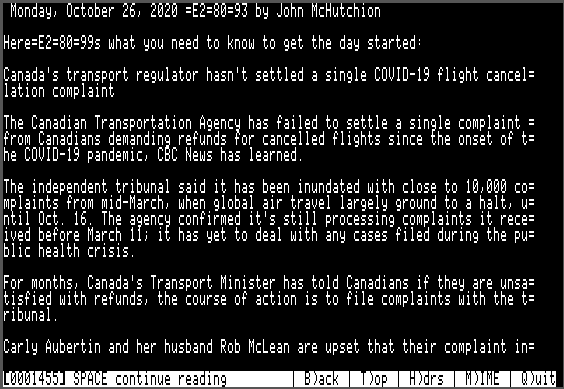 Monday, October 26, 2020 =E2=80=93 by John McHutchion
Here=E2=80=99s what you need to know to get the day started:
Canada's transport regulator hasn't settled a single COVID-19 flight cancel=
lation complaint
The Canadian Transportation Agency has failed to settle a single complaint =
from Canadians demanding refunds for cancelled flights since the onset of t=
he COVID-19 pandemic, CBC News has learned.
The independent tribunal said it has been inundated with close to 10,000 co=
mplaints from mid-March, when global air travel largely ground to a halt, u=
ntil Oct. 16. The agency confirmed it's still processing complaints it rece=
ived before March 11; it has yet to deal with any cases filed during the pu=
blic health crisis.
For months, Canada's Transport Minister has told Canadians if they are unsa=
tisfied with refunds, the course of action is to file complaints with the t=
ribunal.
Carly Aubertin and her husband Rob McLean are upset that their complaint in=
[0001455] SPACE continue reading B)ack T)op H)drs M)IME Q)uit